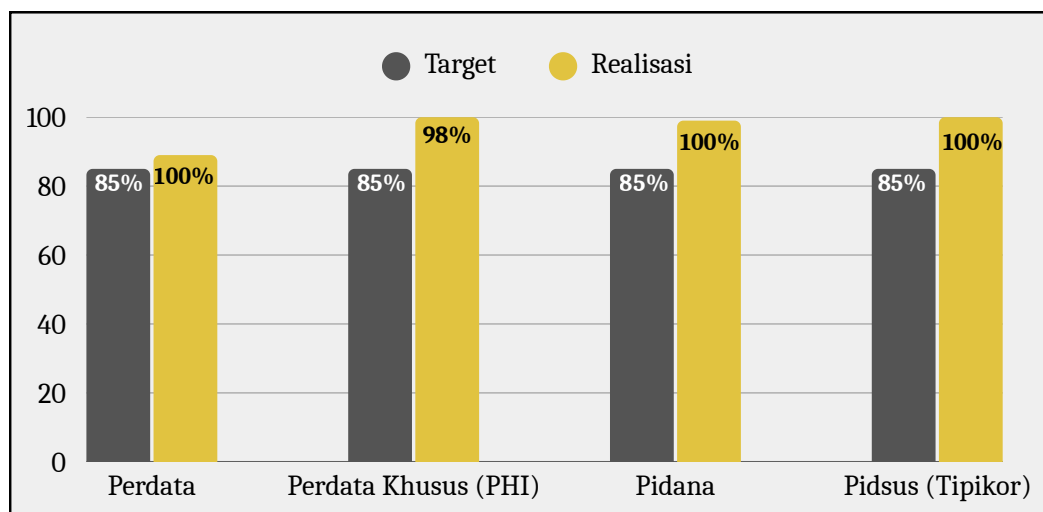 Target Realisasi
100
98%
100% 100%
85% 100% 85% 85% 85%
80
60
40
20
0
Perdata Perdata Khusus (PHI) Pidana Pidsus (Tipikor)